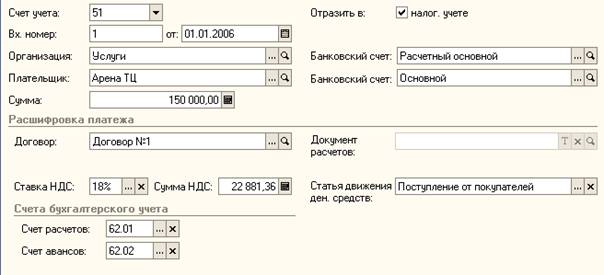 Счет учета: 51 Отразить в: налог. учете
Вх. номер: 1 от: 01.01.2006
Организация: Услуги ... Банковский счет: Расчетный основной ...
Плательщик: Арена ТЦ ... Банковский счет: Основной ...
Сумма: 150 000,00
Расшифровка платежа
Договор: Договор №1 ... Документ расчетов: T ×
Ставка НДС: 18% ... × Сумма НДС: 22 881,36 Статья движения ден. средств: Поступление от покупателей ... ×
Счета бухгалтерского учета
Счет расчетов: 62.01 ... ×
Счет авансов: 62.02 ... ×